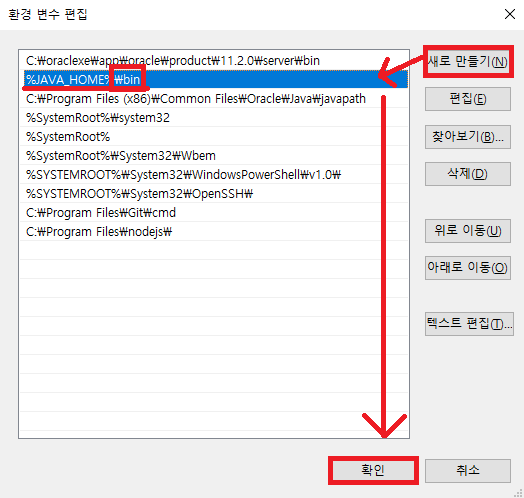 환경 변수 편집
C:₩oraclexe₩app₩oracle₩product₩11.2.0₩server₩bin
%JAVA_HOME%₩bin
C:₩Program Files (x86)₩Common Files₩Oracle₩Java₩javapath
%SystemRoot%₩system32
%SystemRoot%
%SystemRoot%₩System32₩Wbem
%SYSTEMROOT%₩System32₩WindowsPowerShell₩v1.0₩
%SYSTEMROOT%₩System32₩OpenSSH₩
C:₩Program Files₩Git₩cmd
C:₩Program Files₩nodejs₩
새로 만들기(N)
편집(E)
찾아보기(B)...
삭제(D)
위로 이동(U)
아래로 이동(O)
텍스트 편집(T)...
확인
취소